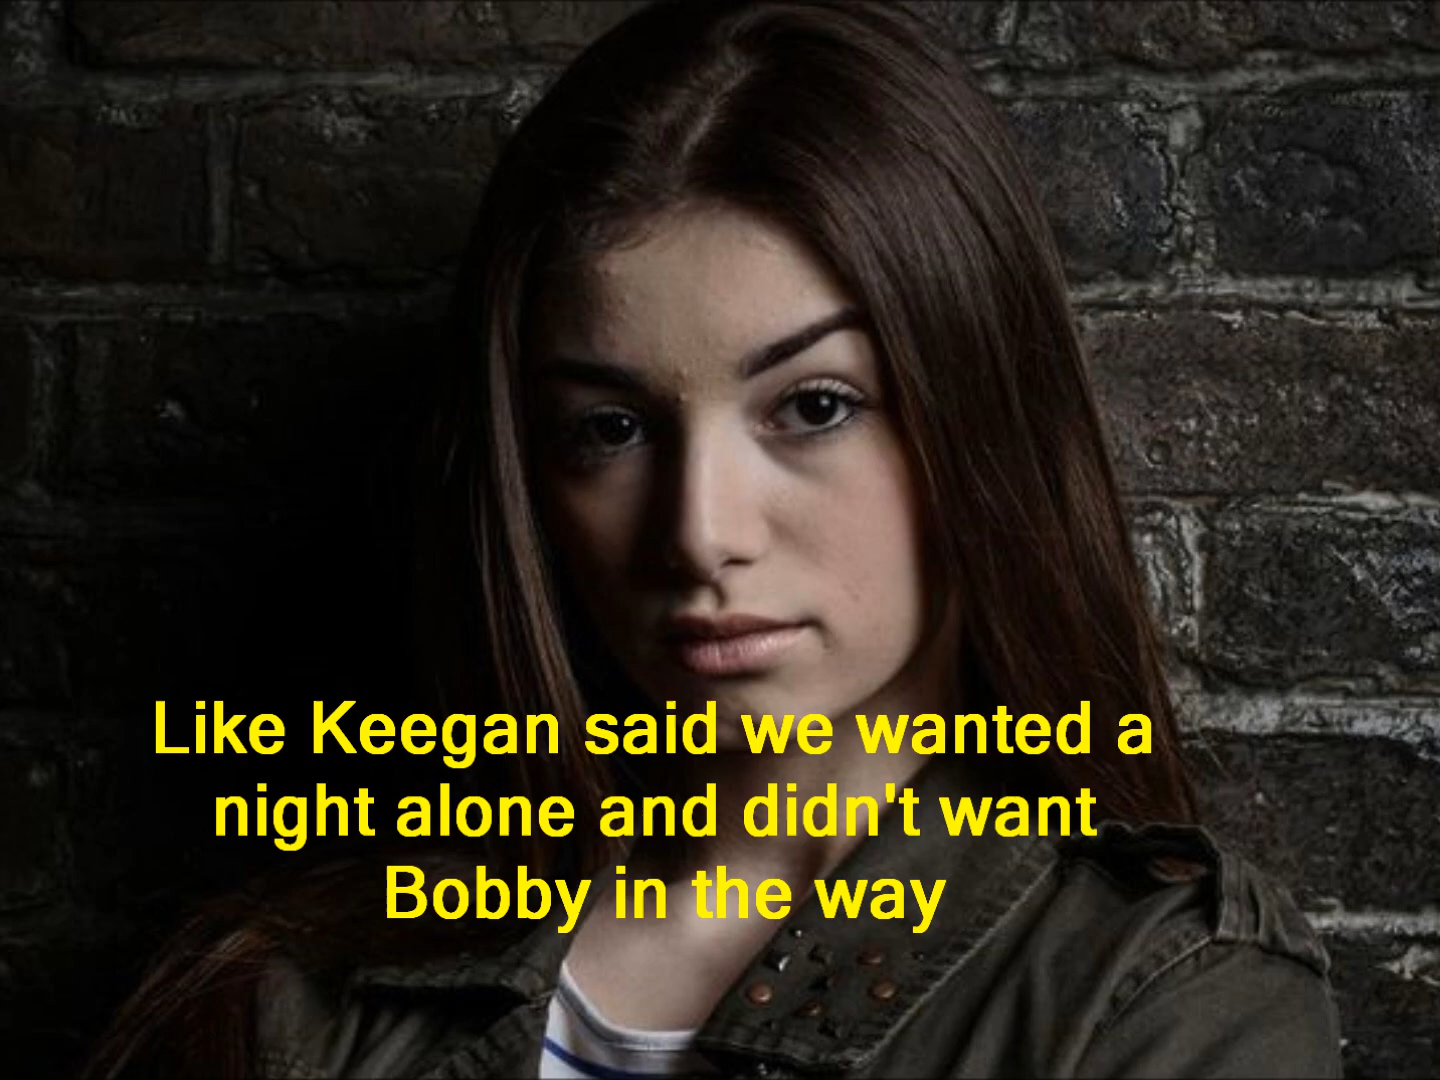 Like Keegan said we wanted a
night alone and didn't want
Bobby in the way